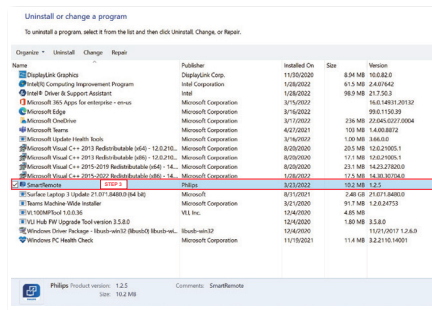 Uninstall or change a program
To uninstall a program, select it from the list and then click Uninstall, Change, or Repair.
Organize Uninstall Change Repair
Name Publisher Installed On Size Version
DisplayLink Graphics DisplayLink Corp. 11/30/2020 8.94 MB 10.0.82.0
Intel(R) Computing Improvement Program Intel Corporation 1/28/2022 61.5 MB 2.4.07642
Intel® Driver & Support Assistant Intel 1/28/2022 98.9 MB 21.7.50.3
Microsoft 365 Apps for enterprise - en-us Microsoft Corporation 3/15/2022 16.0.14931.20132
Microsoft Edge Microsoft Corporation 3/15/2022 99.0.1150.39
Microsoft OneDrive Microsoft Corporation 3/17/2022 236 MB 22.045.0227.0004
Microsoft Teams Microsoft Corporation 4/27/2021 103 MB 1.4.00.8872
Microsoft Update Health Tools Microsoft Corporation 3/16/2022 1.00 MB 3.66.0.0
Microsoft Visual C++ 2013 Redistributable (x64) - 12.0.210... Microsoft Corporation 8/20/2020 20.5 MB 12.0.21005.1
Microsoft Visual C++ 2013 Redistributable (x86) - 12.0.210... Microsoft Corporation 8/20/2020 17.1 MB 12.0.21005.1
Microsoft Visual C++ 2015-2019 Redistributable (x64) - 14.... Microsoft Corporation 8/20/2020 23.1 MB 14.23.27820.0
Microsoft Visual C++ 2015-2022 Redistributable (x86) - 14.... Microsoft Corporation 1/28/2022 17.5 MB 14.30.30704.0
SmartRemote STEP 3 Philips 3/23/2022 10.2 MB 1.2.5
Surface Laptop 3 Update 21.071.8480.0 (64 bit) Microsoft 8/31/2021 2.48 GB 21.071.8480.0
Teams Machine-Wide Installer Microsoft Corporation 3/21/2021 91.7 MB 1.2.0.24753
VL100MPTool 1.0.0.36 VLI, Inc. 12/4/2020 4.85 MB
VLI Hub FW Upgrade Tool version 3.5.8.0 12/4/2020 1.80 MB 3.5.8.0
Windows Driver Package - libusb-win32 (libusb0) libusb-wi... libusb-win32 12/4/2020 11/21/2017 1.2.6.0
Windows PC Health Check Microsoft Corporation 11/19/2021 11.4 MB 3.2.2110.14001
Philips Product version: 1.2.5 Comments: SmartRemote
Size: 10.2 MB